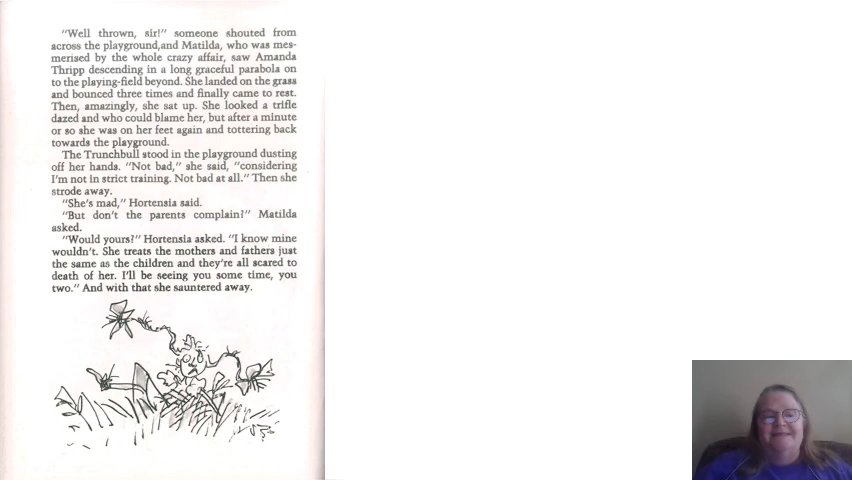 "Well thrown, sir!" someone shouted from
across the playground,and Matilda, who was mes-
merised by the whole crazy affair, saw Amanda
Thripp descending in a long graceful parabola on
to the playing-field beyond. She landed on the grass
and bounced three times and finally came to rest.
Then, amazingly, she sat up. She looked a trifle
dazed and who could blame her, but after a minute
or so she was on her feet again and tottering back
towards the playground.
The Trunchbull stood in the playground dusting
off her hands. "Not bad," she said, "considering
I'm not in strict training. Not bad at all." Then she
strode away.
"She's mad," Hortensia said.
"But don't the parents complain?" Matilda
asked.
"Would yours?" Hortensia asked. "I know mine
wouldn't. She treats the mothers and fathers just
the same as the children and they're all scared to
death of her. I'll be seeing you some time, you
two." And with that she sauntered away.